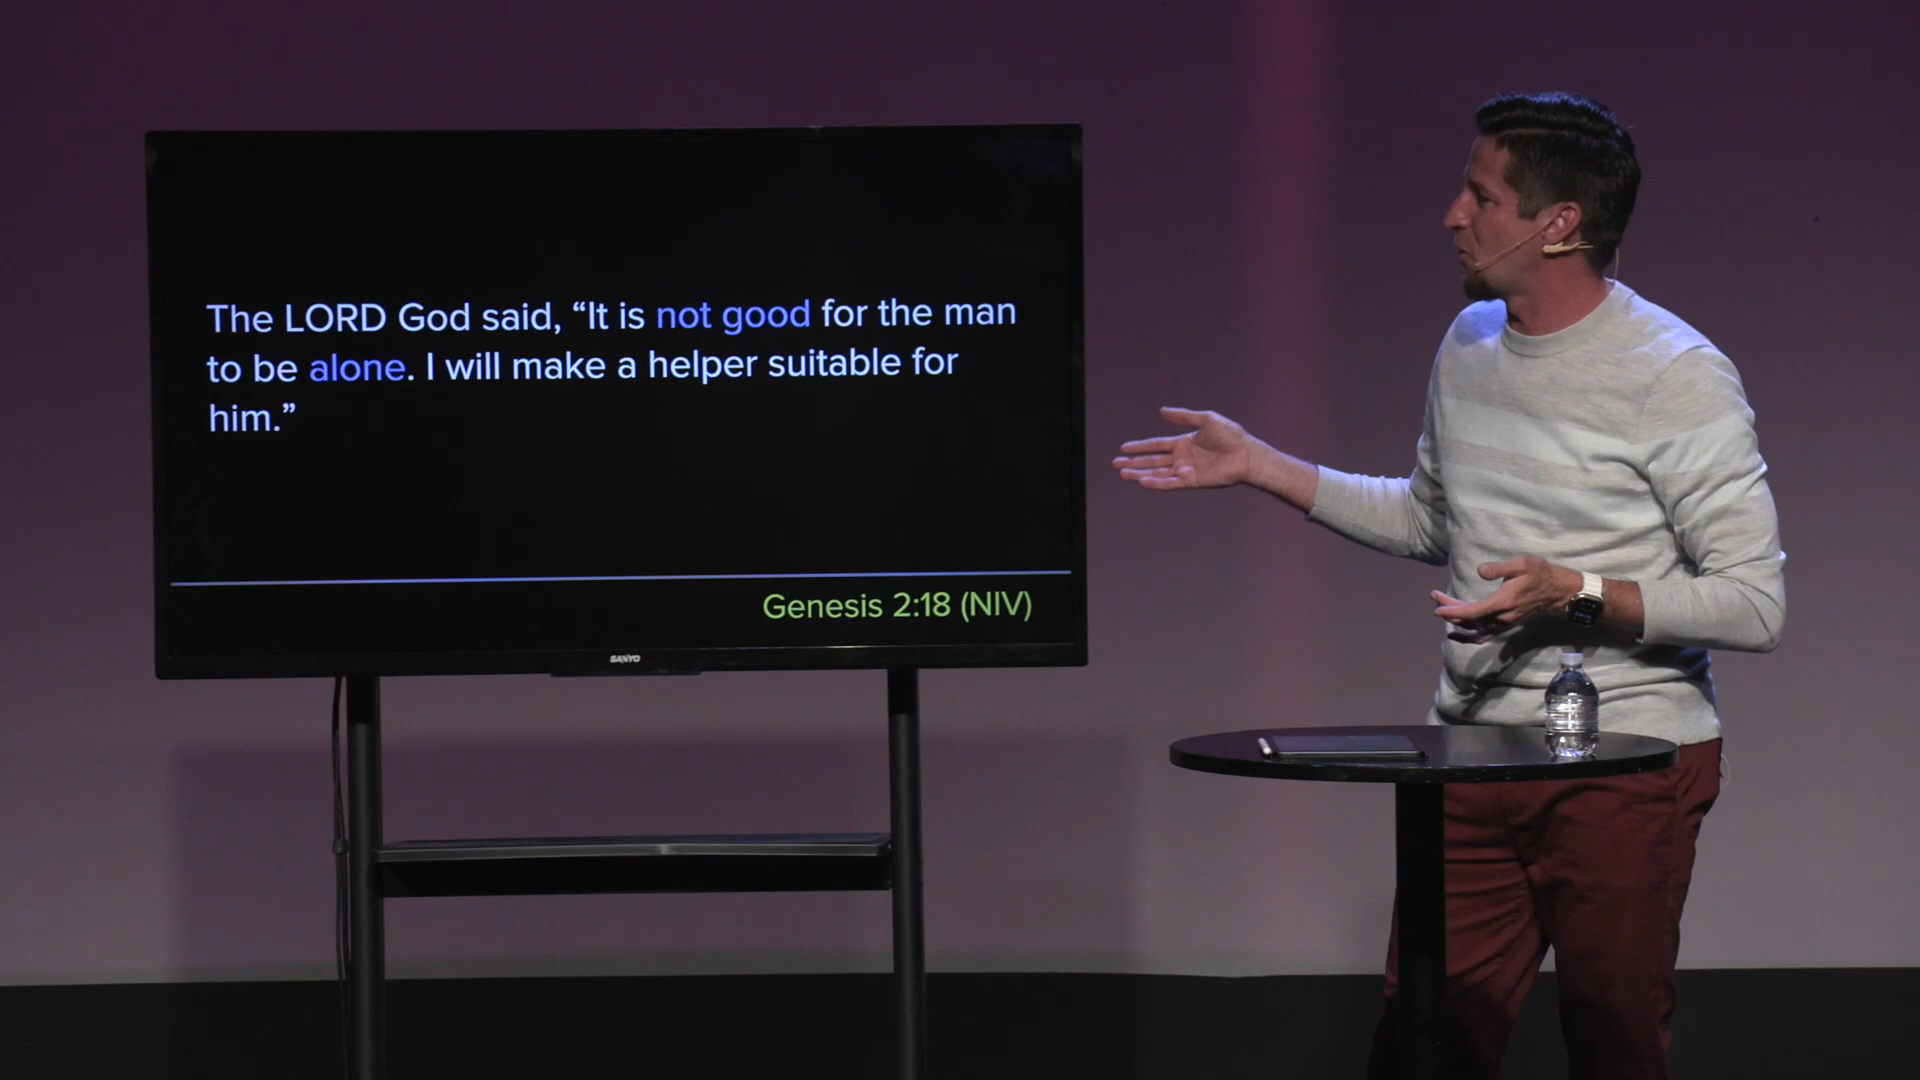 The LORD God said, “It is not good for the man
to be alone. I will make a helper suitable for
him.”
Genesis 2:18 (NIV)
SANYO